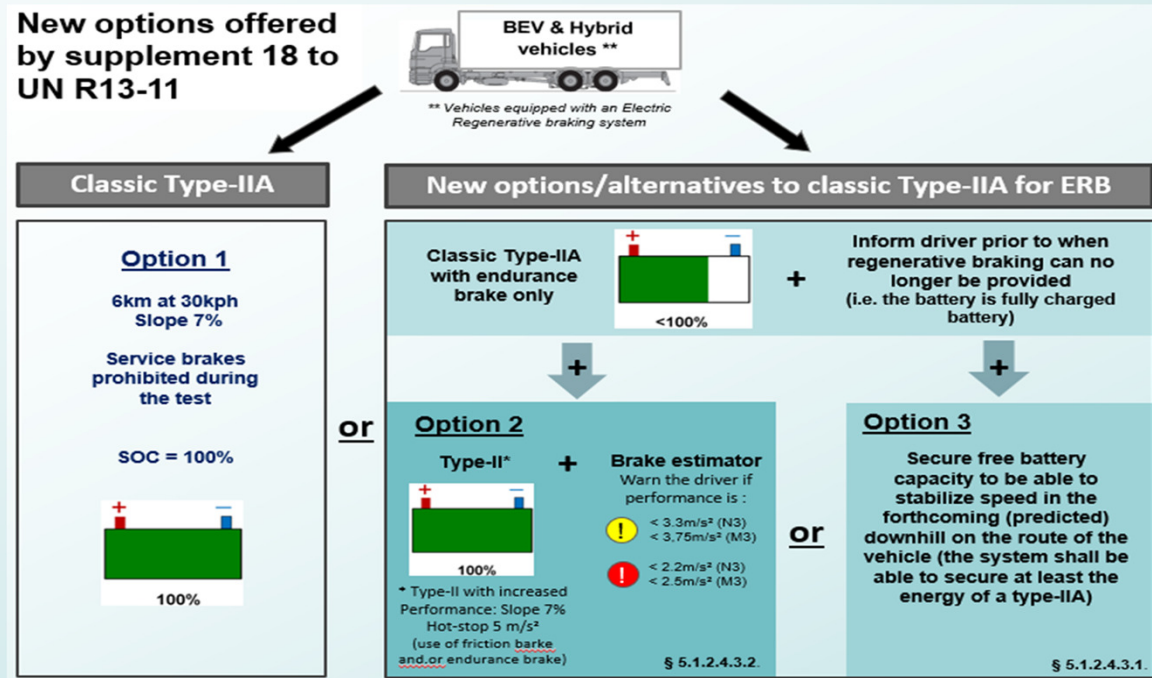 New options offered
by supplement 18 to
UN R13-11
BEV & Hybrid
vehicles **
** Vehicles equipped with an Electric
Regenerative braking system
Classic Type-IIA
New options/alternatives to classic Type-IIA for ERB
Option 1
6km at 30kph
Slope 7%
Service brakes
prohibited during
the test
SOC = 100%
+ −
100%
or
Classic Type-IIA
with endurance
brake only
+ −
<100%
+
Inform driver prior to when
regenerative braking can no
longer be provided
(i.e. the battery is fully charged
battery)
+
+
Option 2
Type-II*
+ −
100%
* Type-II with increased
Performance: Slope 7%
Hot-stop 5 m/s²
(use of friction barke
and.or endurance brake)
+
Brake estimator
Warn the driver if
performance is :
! < 3.3m/s² (N3)
< 3,75m/s² (M3)
! < 2.2m/s² (N3)
< 2.5m/s² (M3)
§ 5.1.2.4.3.2.
or
Option 3
Secure free battery
capacity to be able to
stabilize speed in the
forthcoming (predicted)
downhill on the route of the
vehicle (the system shall be
able to secure at least the
energy of a type-IIA)
§ 5.1.2.4.3.1.